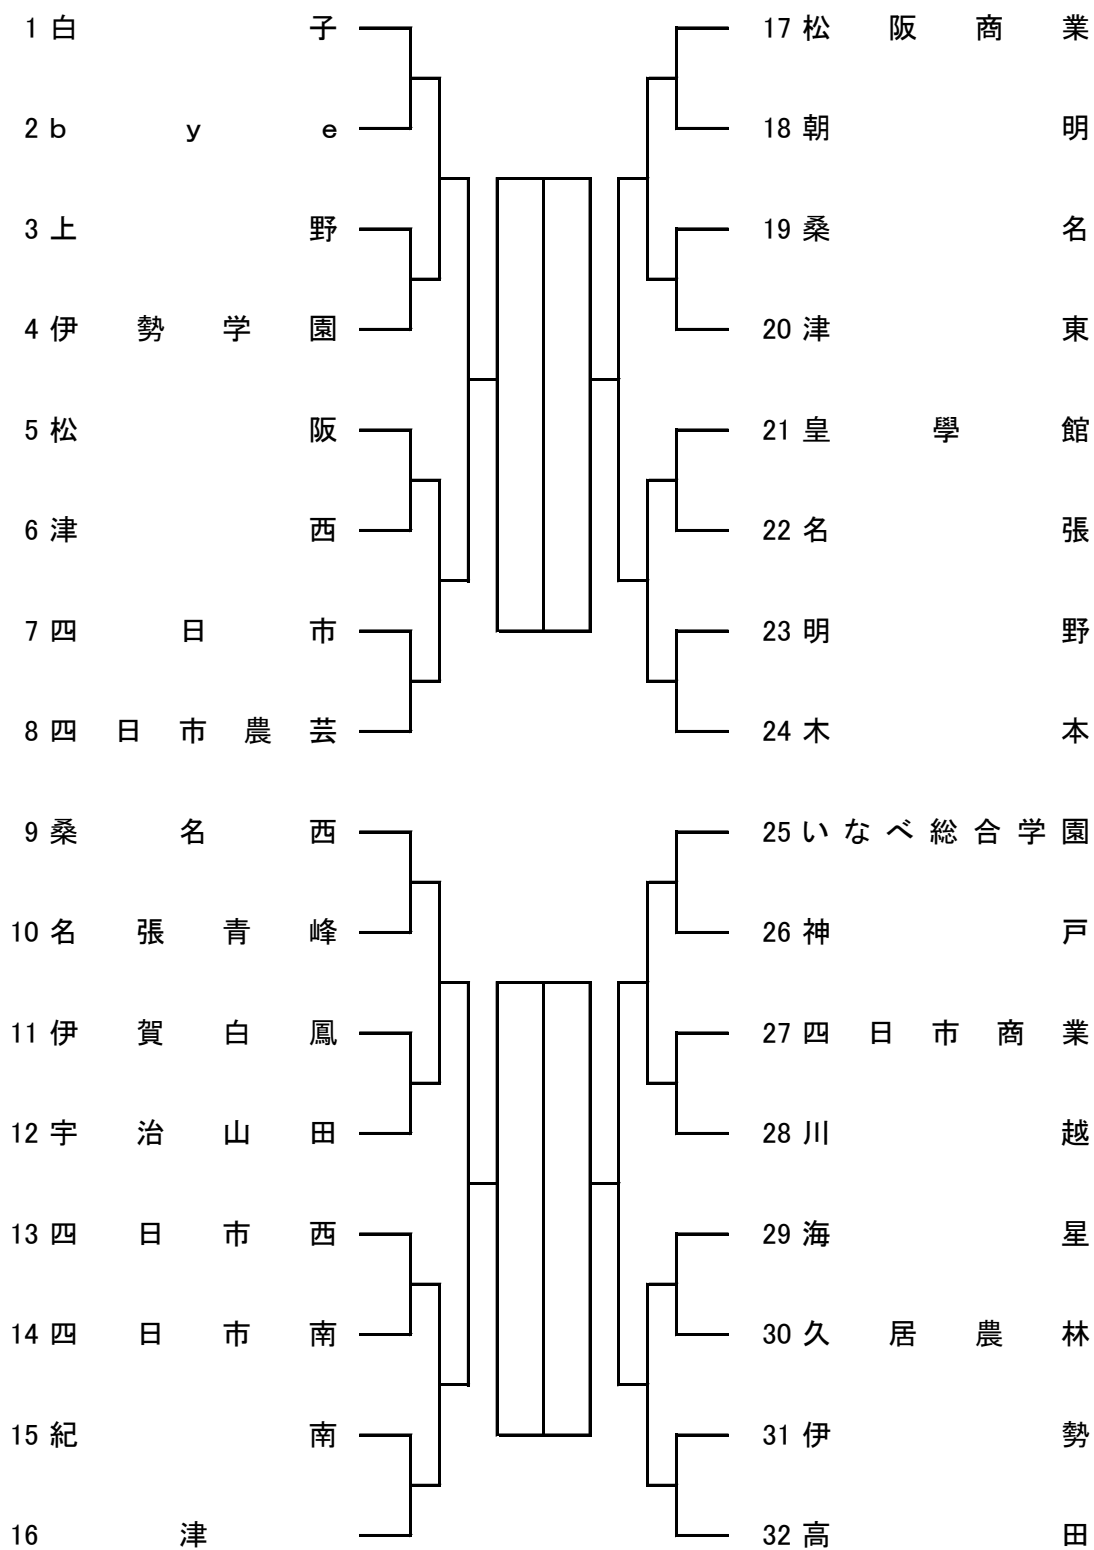 1 白子
2 ｂｙｅ
3 上野
4 伊勢学園
5 松阪
6 津西
7 四日市
8 四日市農芸
9 桑名西
10 名張青峰
11 伊賀白鳳
12 宇治山田
13 四日市西
14 四日市南
15 紀南
16 津
17 松阪商業
18 朝明
19 桑名
20 津東
21 皇學館
22 名張
23 明野
24 木本
25 いなべ総合学園
26 神戸
27 四日市商業
28 川越
29 海星
30 久居農林
31 伊勢
32 高田